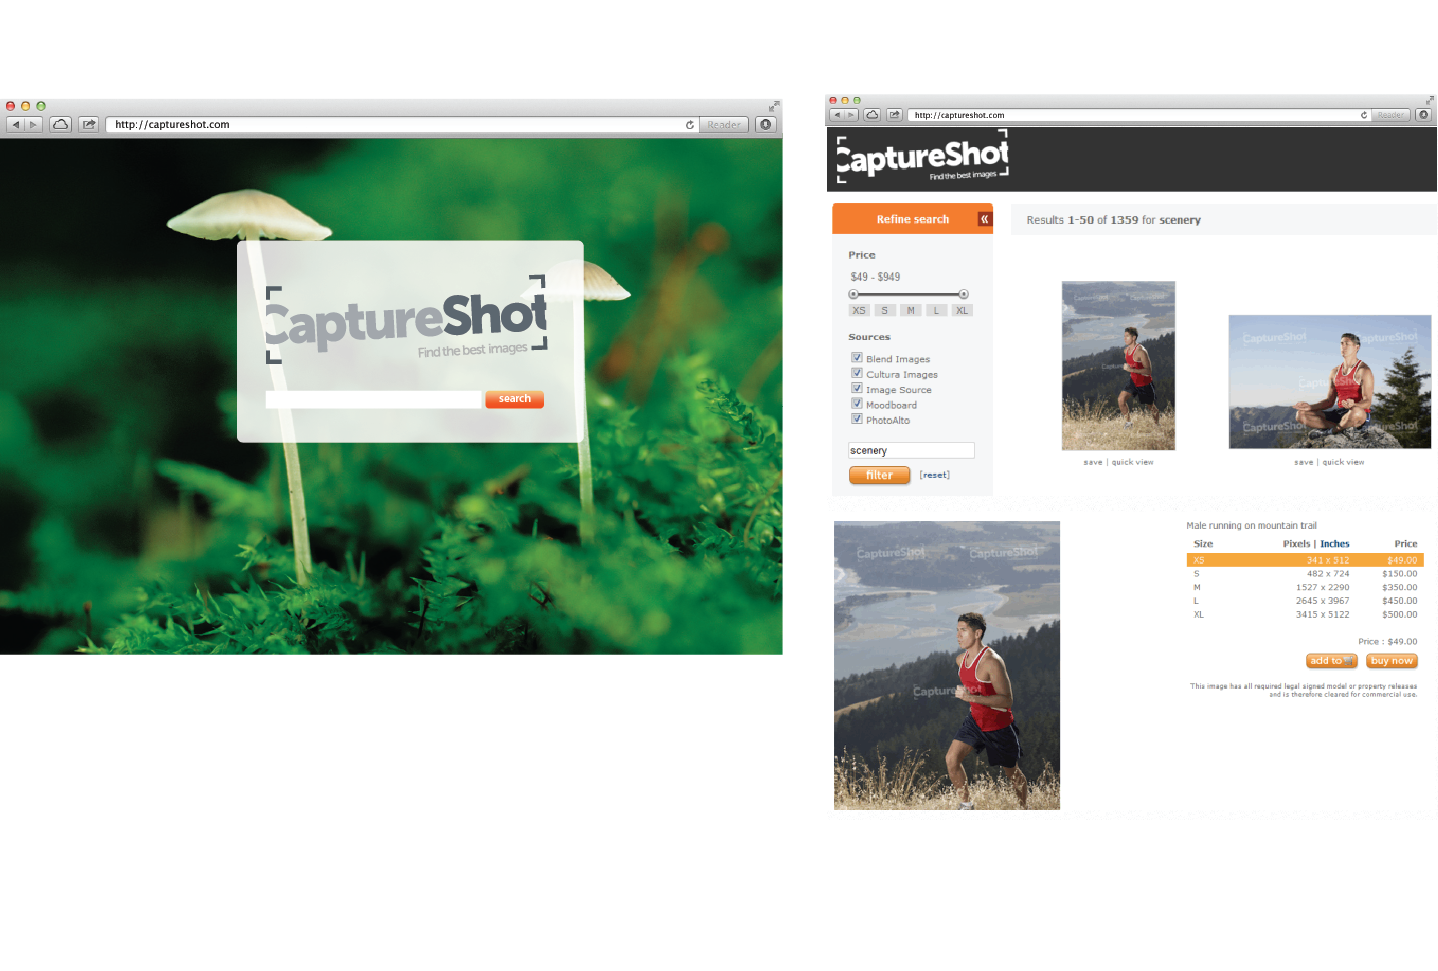 http://captureshot.com
Reader
CaptureShot
Find the best images
search
http://captureshot.com
Reader
CaptureShot
Find the best images
Refine search «
Results 1-50 of 1359 for scenery
Price
$49 - $949
XS S M L XL
Sources
Blend Images
Cultura Images
Image Source
Moodboard
PhotoAlto
scenery
filter [reset]
CaptureShot
CaptureShot
CaptureShot
save | quick view
CaptureShot CaptureShot
CaptureShot
CaptureShot CaptureShot
save | quick view
CaptureShot CaptureShot
CaptureShot
Male running on mountain trail
Size Pixels | Inches Price
XS 341 x 512 $49.00
S 482 x 724 $150.00
M 1527 x 2290 $350.00
L 2645 x 3967 $450.00
XL 3415 x 5122 $500.00
Price : $49.00
add to buy now
This image has all required legal signed model or property releases
and is therefore cleared for commercial use.